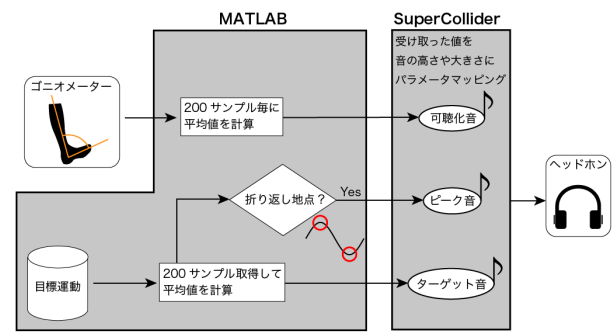 MATLAB
SuperCollider
受け取った値を
音の高さや大きさに
パラメータマッピング
ゴニオメーター
200 サンプル毎に
平均値を計算
可聴化音
ヘッドホン
折り返し地点？
Yes
ピーク音
目標運動
200 サンプル取得して
平均値を計算
ターゲット音